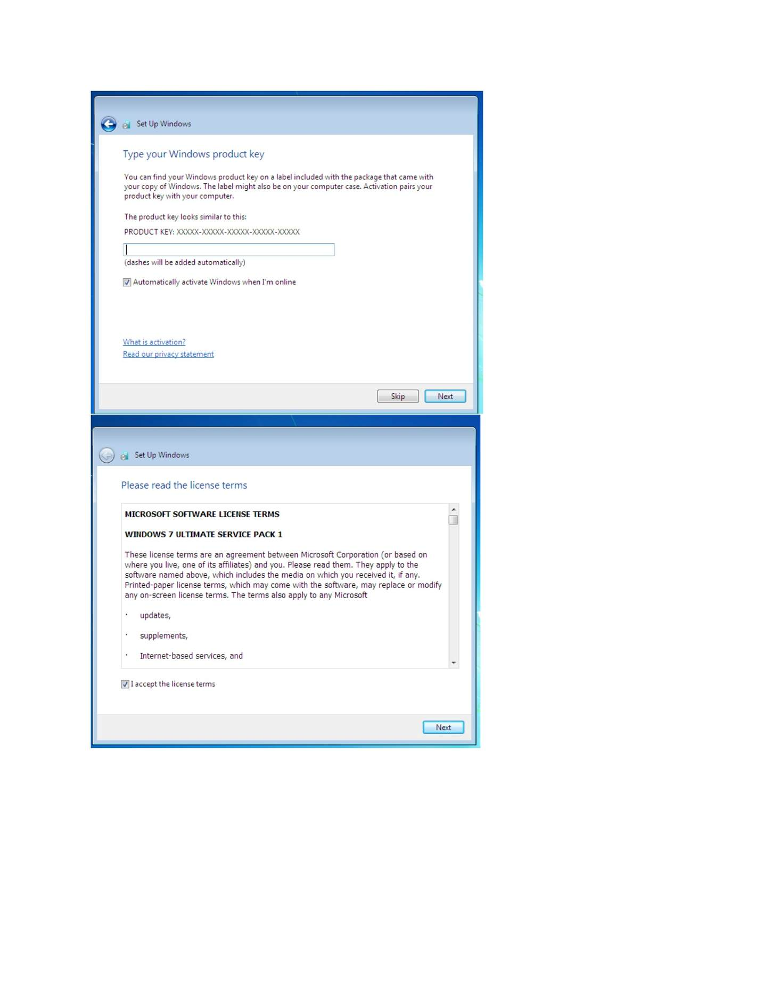 Set Up Windows
Type your Windows product key
You can find your Windows product key on a label included with the package that came with
your copy of Windows. The label might also be on your computer case. Activation pairs your
product key with your computer.
The product key looks similar to this:
PRODUCT KEY: XXXXX-XXXXX-XXXXX-XXXXX-XXXXX
(dashes will be added automatically)
Automatically activate Windows when I'm online
What is activation?
Read our privacy statement
Skip Next
Set Up Windows
Please read the license terms
MICROSOFT SOFTWARE LICENSE TERMS
WINDOWS 7 ULTIMATE SERVICE PACK 1
These license terms are an agreement between Microsoft Corporation (or based on
where you live, one of its affiliates) and you. Please read them. They apply to the
software named above, which includes the media on which you received it, if any.
Printed-paper license terms, which may come with the software, may replace or modify
any on-screen license terms. The terms also apply to any Microsoft
· updates,
· supplements,
· Internet-based services, and
I accept the license terms
Next